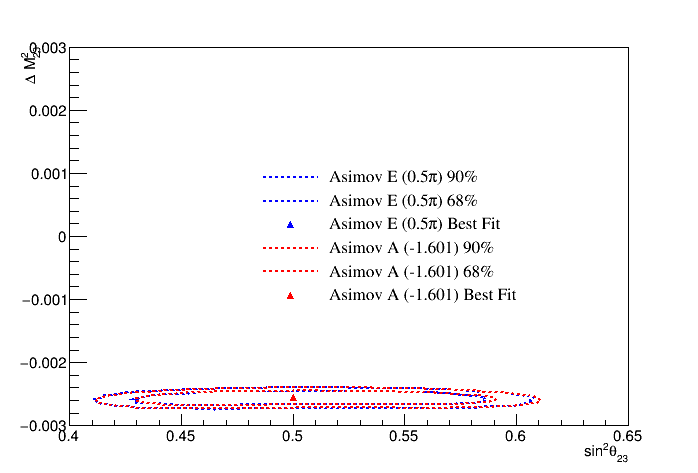 Δ M²₂₃
0.003
0.002
0.001
0
−0.001
−0.002
−0.003
Asimov E (0.5π) 90%
Asimov E (0.5π) 68%
Asimov E (0.5π) Best Fit
Asimov A (-1.601) 90%
Asimov A (-1.601) 68%
Asimov A (-1.601) Best Fit
0.4 0.45 0.5 0.55 0.6 0.65
sin²θ₂₃